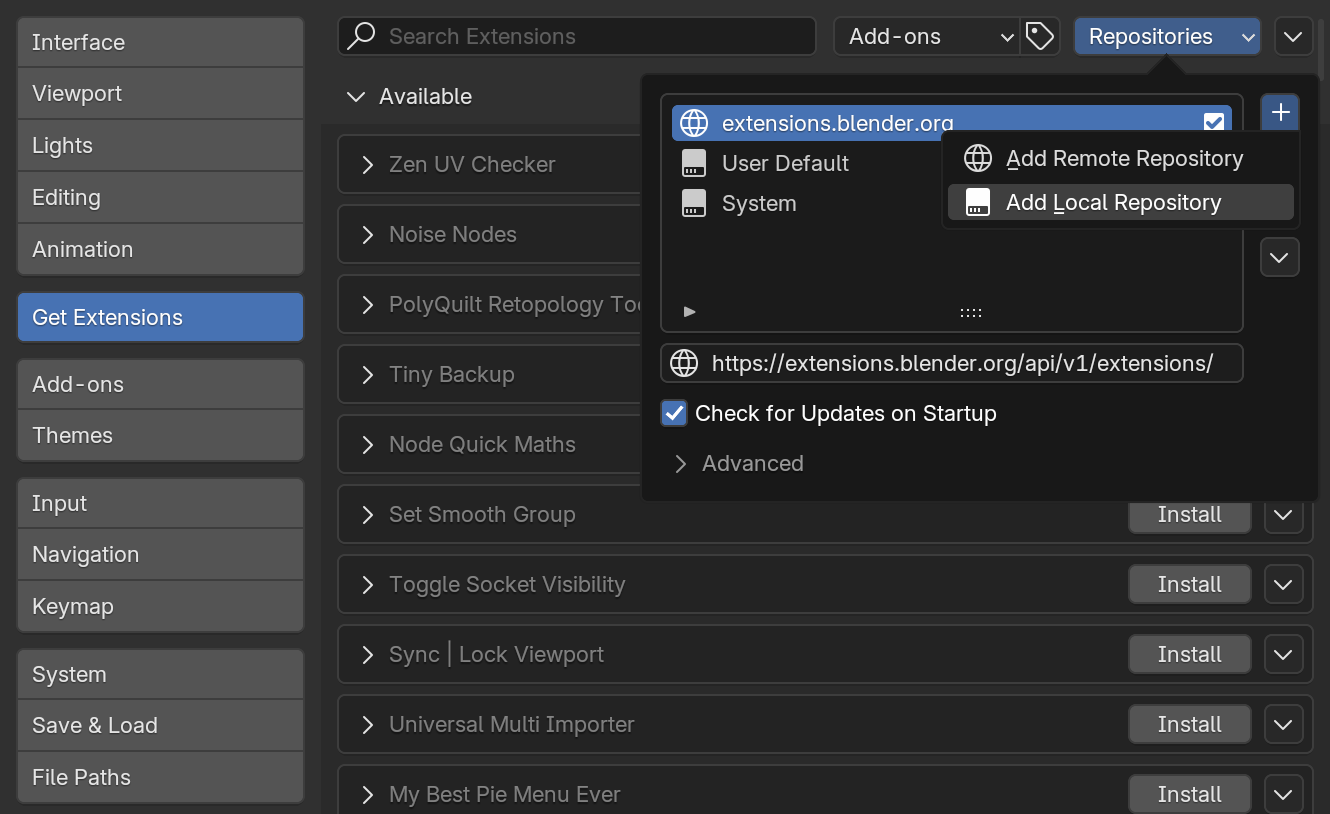 Interface
Viewport
Lights
Editing
Animation
Get Extensions
Add-ons
Themes
Input
Navigation
Keymap
System
Save & Load
File Paths
Search Extensions
Add-ons
Repositories
Available
Zen UV Checker
Noise Nodes
PolyQuilt Retopology Too
Tiny Backup
Node Quick Maths
Set Smooth Group
Install
Toggle Socket Visibility
Install
Sync | Lock Viewport
Install
Universal Multi Importer
Install
My Best Pie Menu Ever
Install
extensions.blender.org
User Default
System
Add Remote Repository
Add Local Repository
https://extensions.blender.org/api/v1/extensions/
Check for Updates on Startup
Advanced